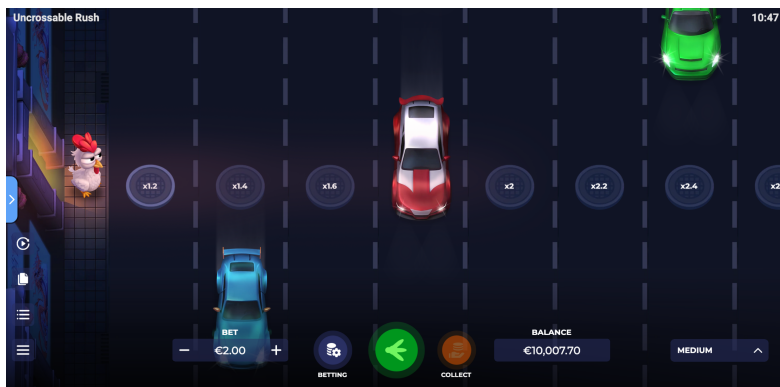 Uncrossable Rush
10:47
x1.2
x1.4
x1.6
x2
x2.2
x2.4
BET
€2.00
BETTING
COLLECT
BALANCE
€10,007.70
MEDIUM